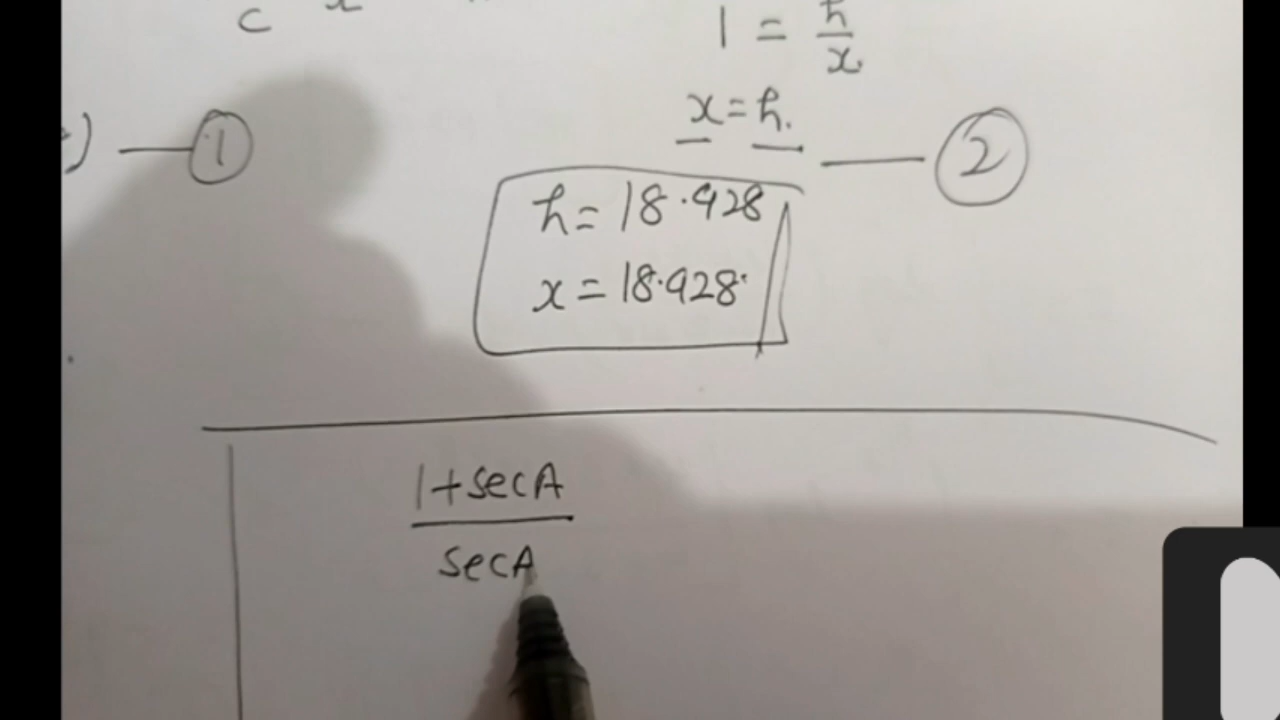 c x
1 = h/x
) — ①
x = h.
— ②
h = 18.928
x = 18.928
1+secA
secA